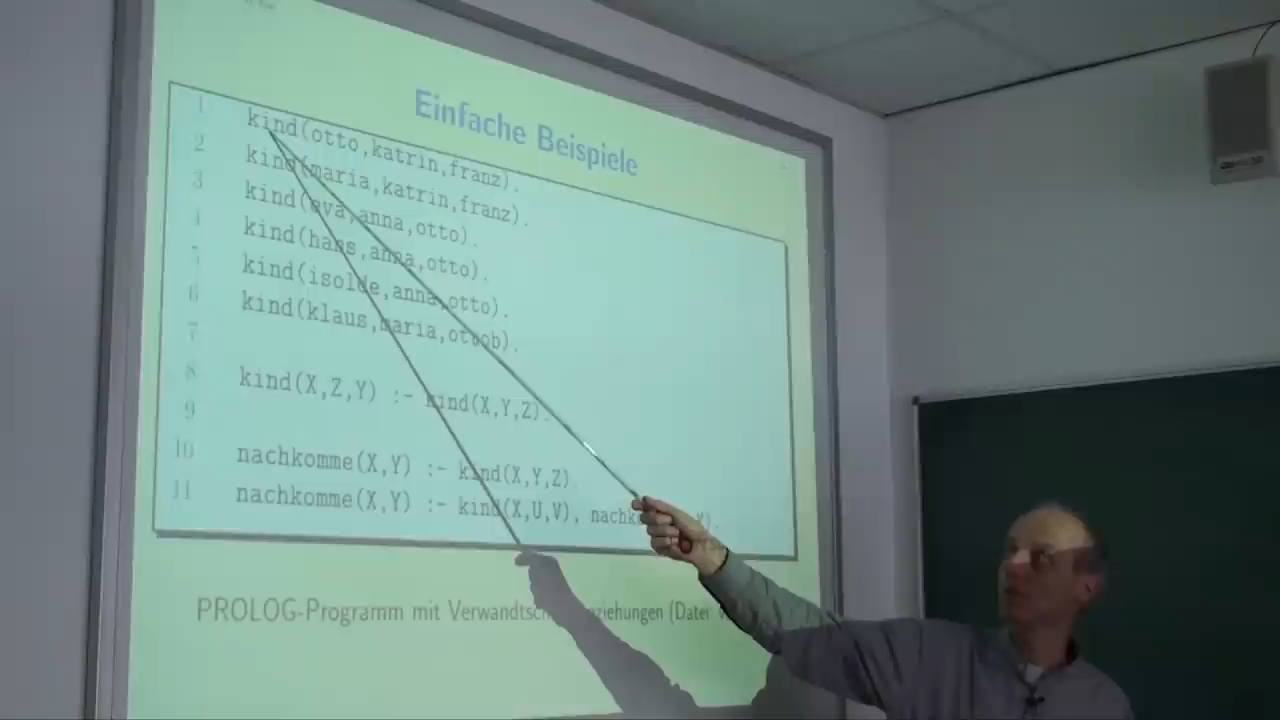 Einfache Beispiele
1 kind(otto,katrin,franz).
2 kind(maria,katrin,franz).
3 kind(eva,anna,otto).
4 kind(hans,anna,otto).
5 kind(isolde,anna,otto).
6 kind(klaus,maria,ottob).
7
8 kind(X,Z,Y) :- kind(X,Y,Z).
9
10 nachkomme(X,Y) :- kind(X,Y,Z).
11 nachkomme(X,Y) :- kind(X,U,V),
PROLOG-Programm mit (Datei